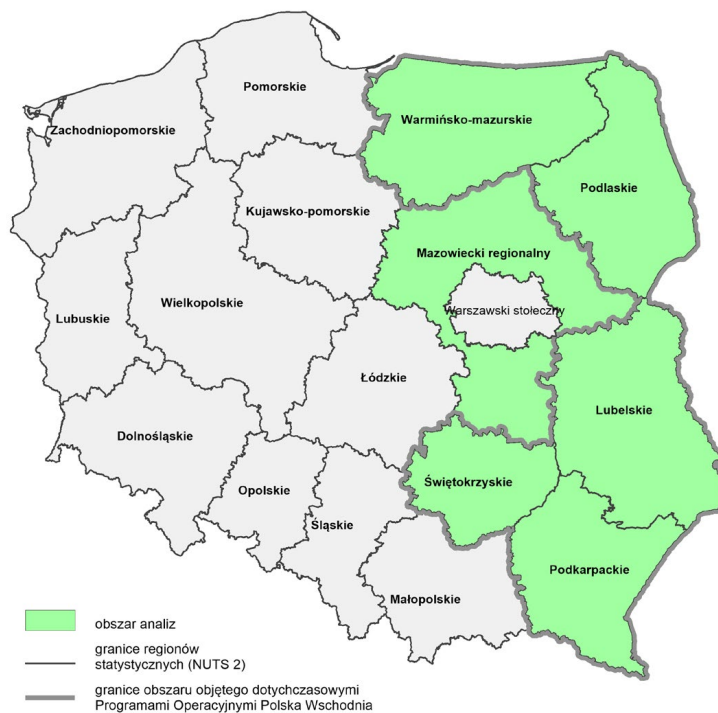 Pomorskie
Zachodniopomorskie
Warmińsko-mazurskie
Podlaskie
Kujawsko-pomorskie
Mazowiecki regionalny
Wielkopolskie
Warszawski stołeczny
Lubuskie
Łódzkie
Lubelskie
Dolnośląskie
Świętokrzyskie
Opolskie
Śląskie
Podkarpackie
Małopolskie
obszar analiz
granice regionów
statystycznych (NUTS 2)
granice obszaru objętego dotychczasowymi
Programami Operacyjnymi Polska Wschodnia